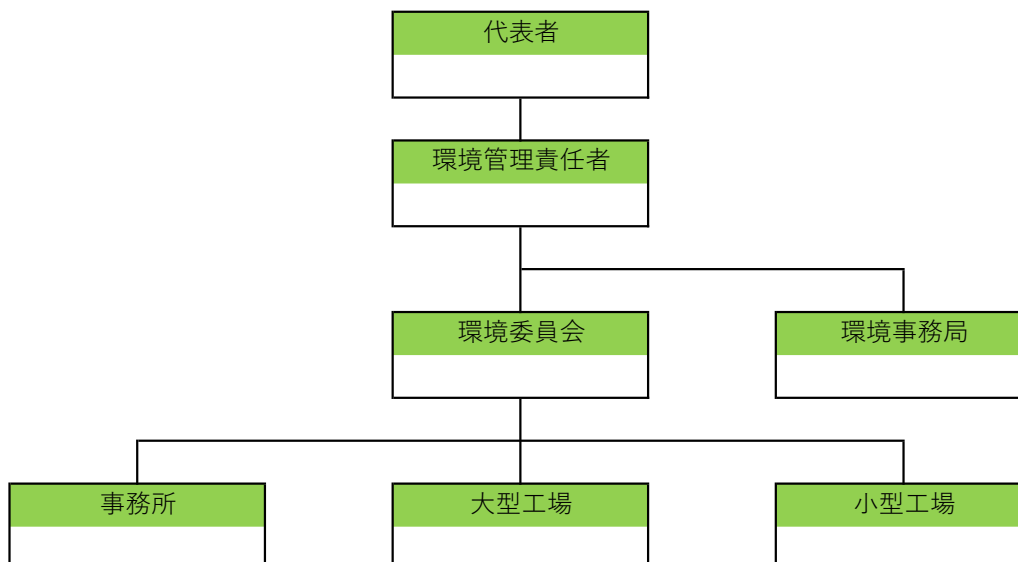 代表者
環境管理責任者
環境委員会
環境事務局
事務所
大型工場
小型工場